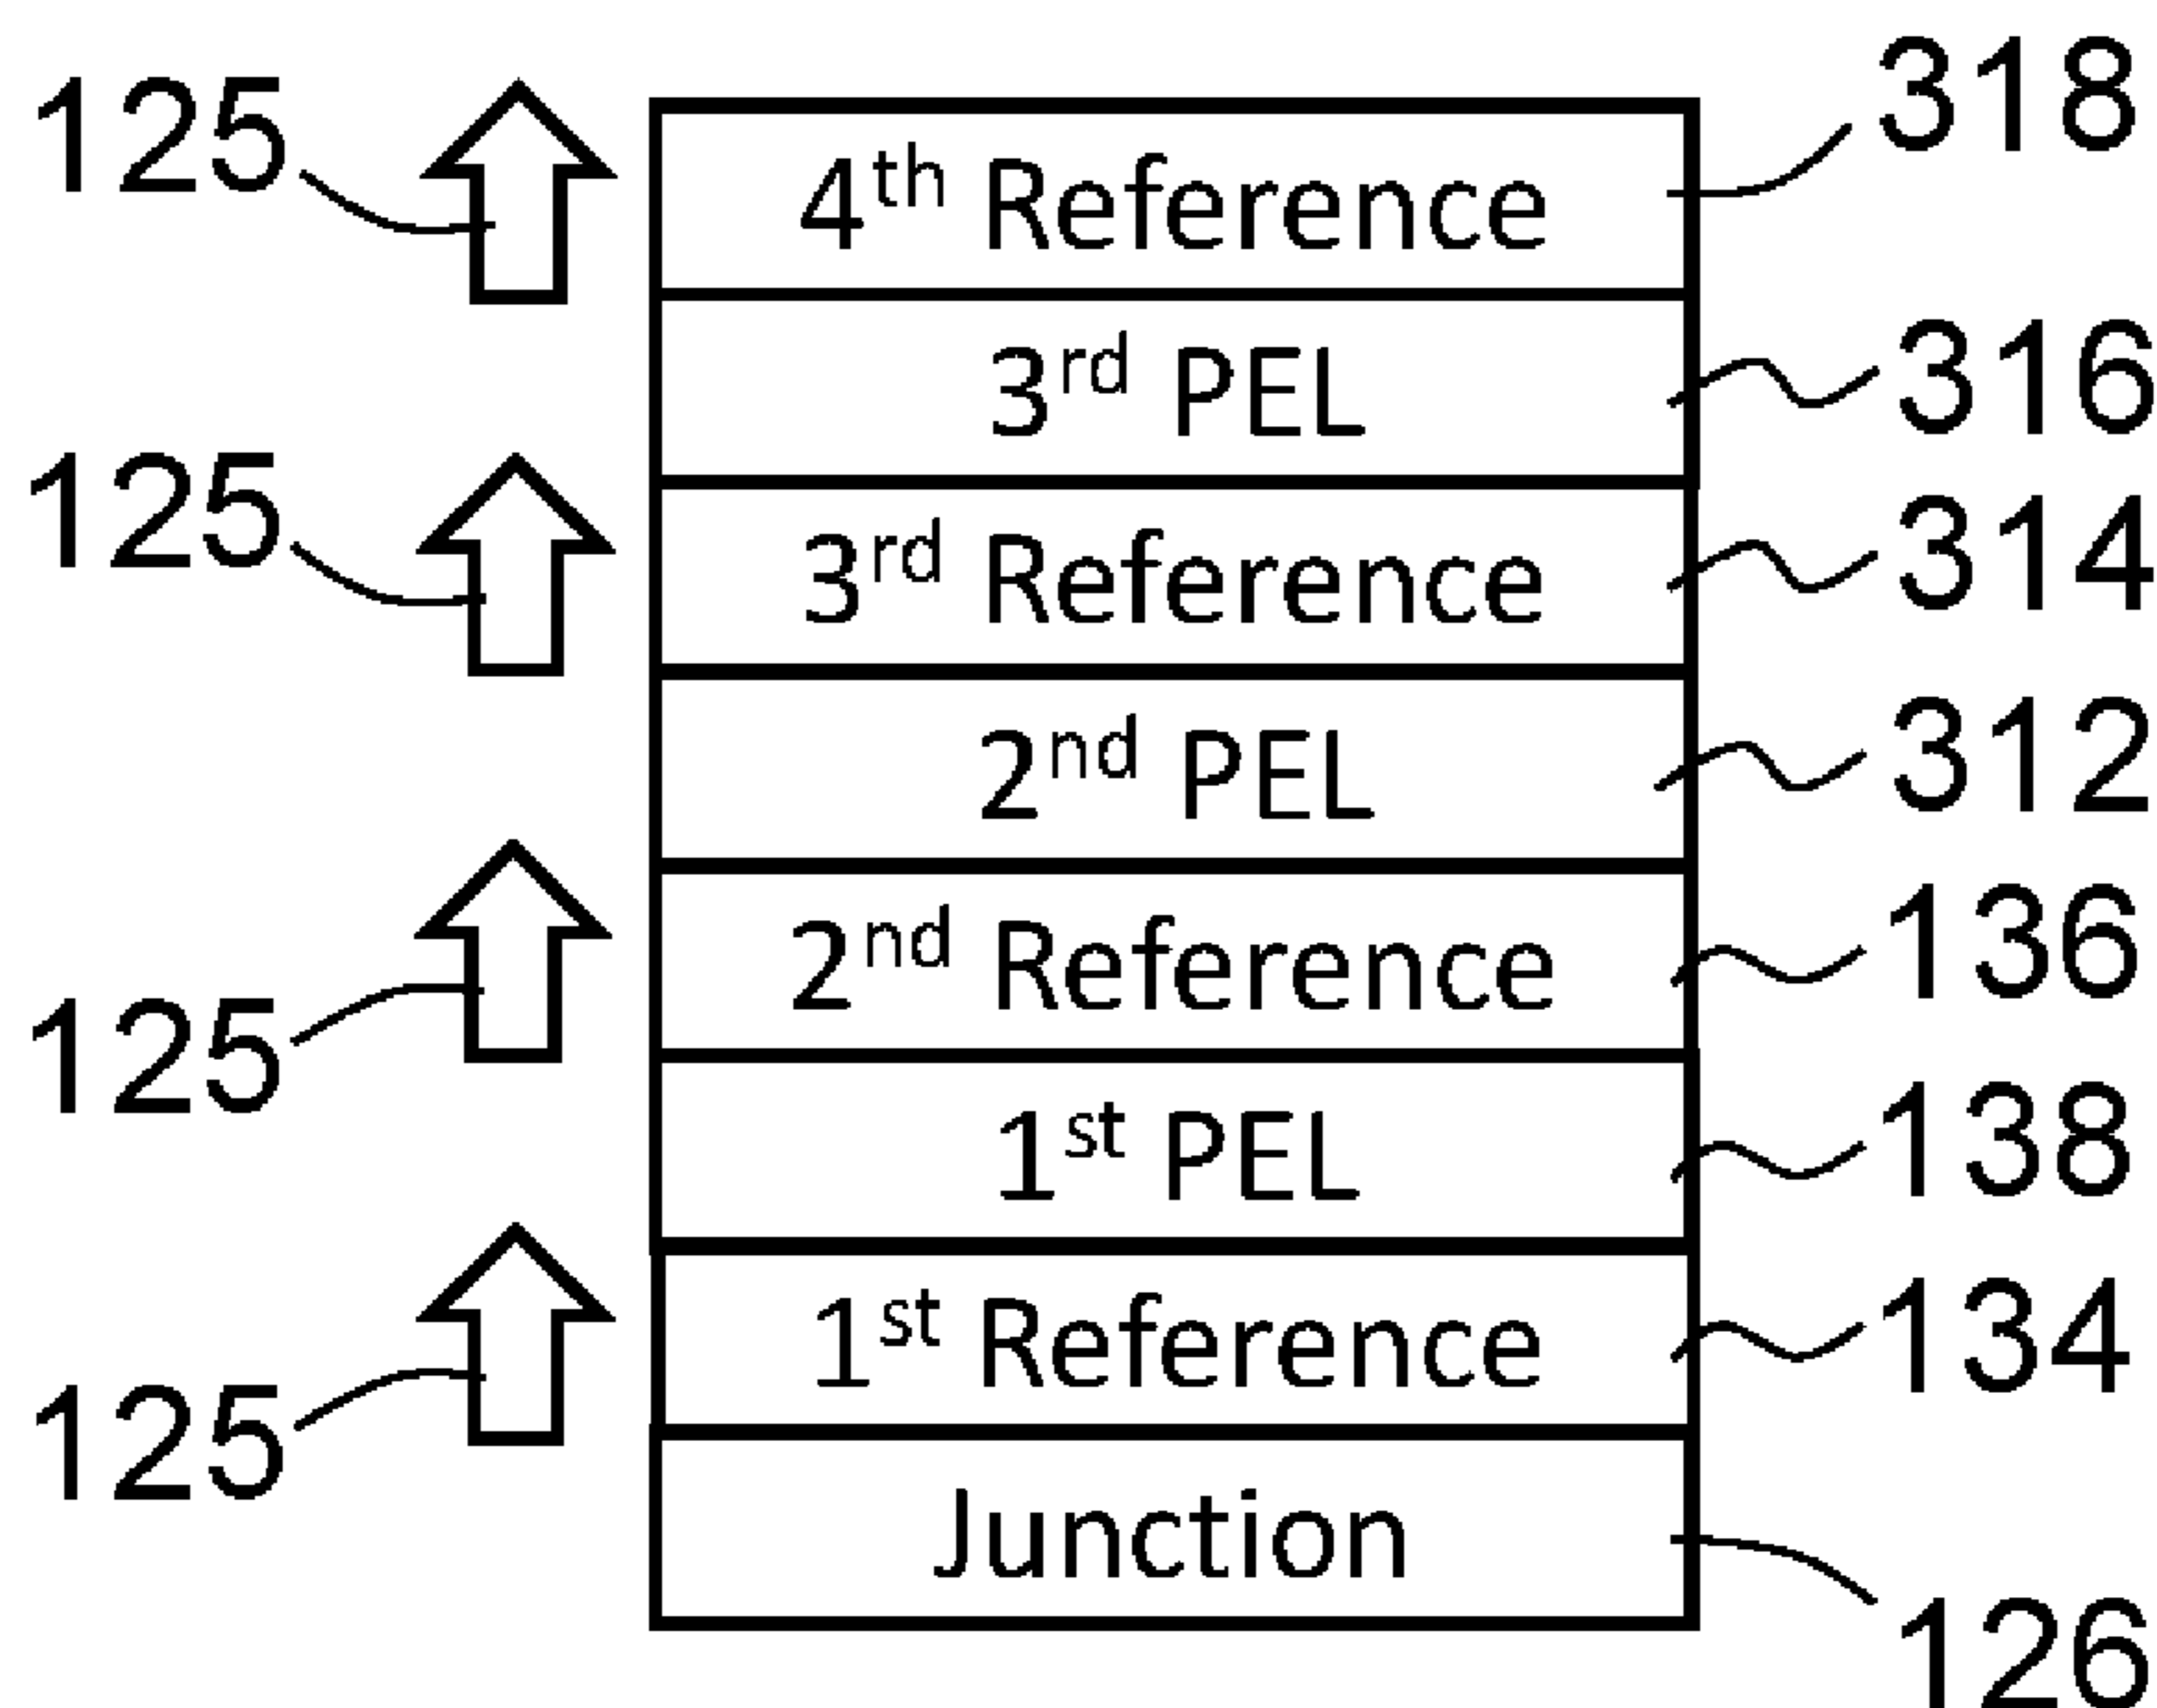 125 4th Reference 318
3rd PEL 316
125 3rd Reference 314
2nd PEL 312
2nd Reference 136
125
1st PEL 138
1st Reference 134
125
Junction
126